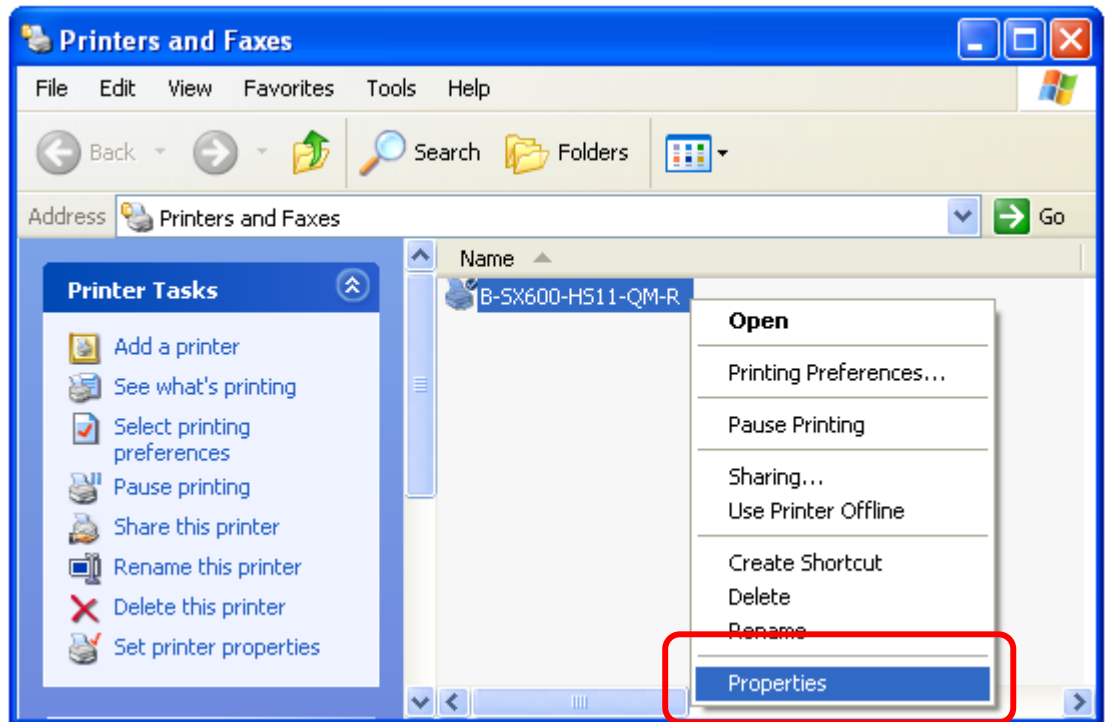 Printers and Faxes
File Edit View Favorites Tools Help
Back Search Folders
Address Printers and Faxes Go
Printer Tasks
Add a printer
See what's printing
Select printing
preferences
Pause printing
Share this printer
Rename this printer
Delete this printer
Set printer properties
Name
B-SX600-HS11-QM-R
Open
Printing Preferences...
Pause Printing
Sharing...
Use Printer Offline
Create Shortcut
Delete
Rename
Properties